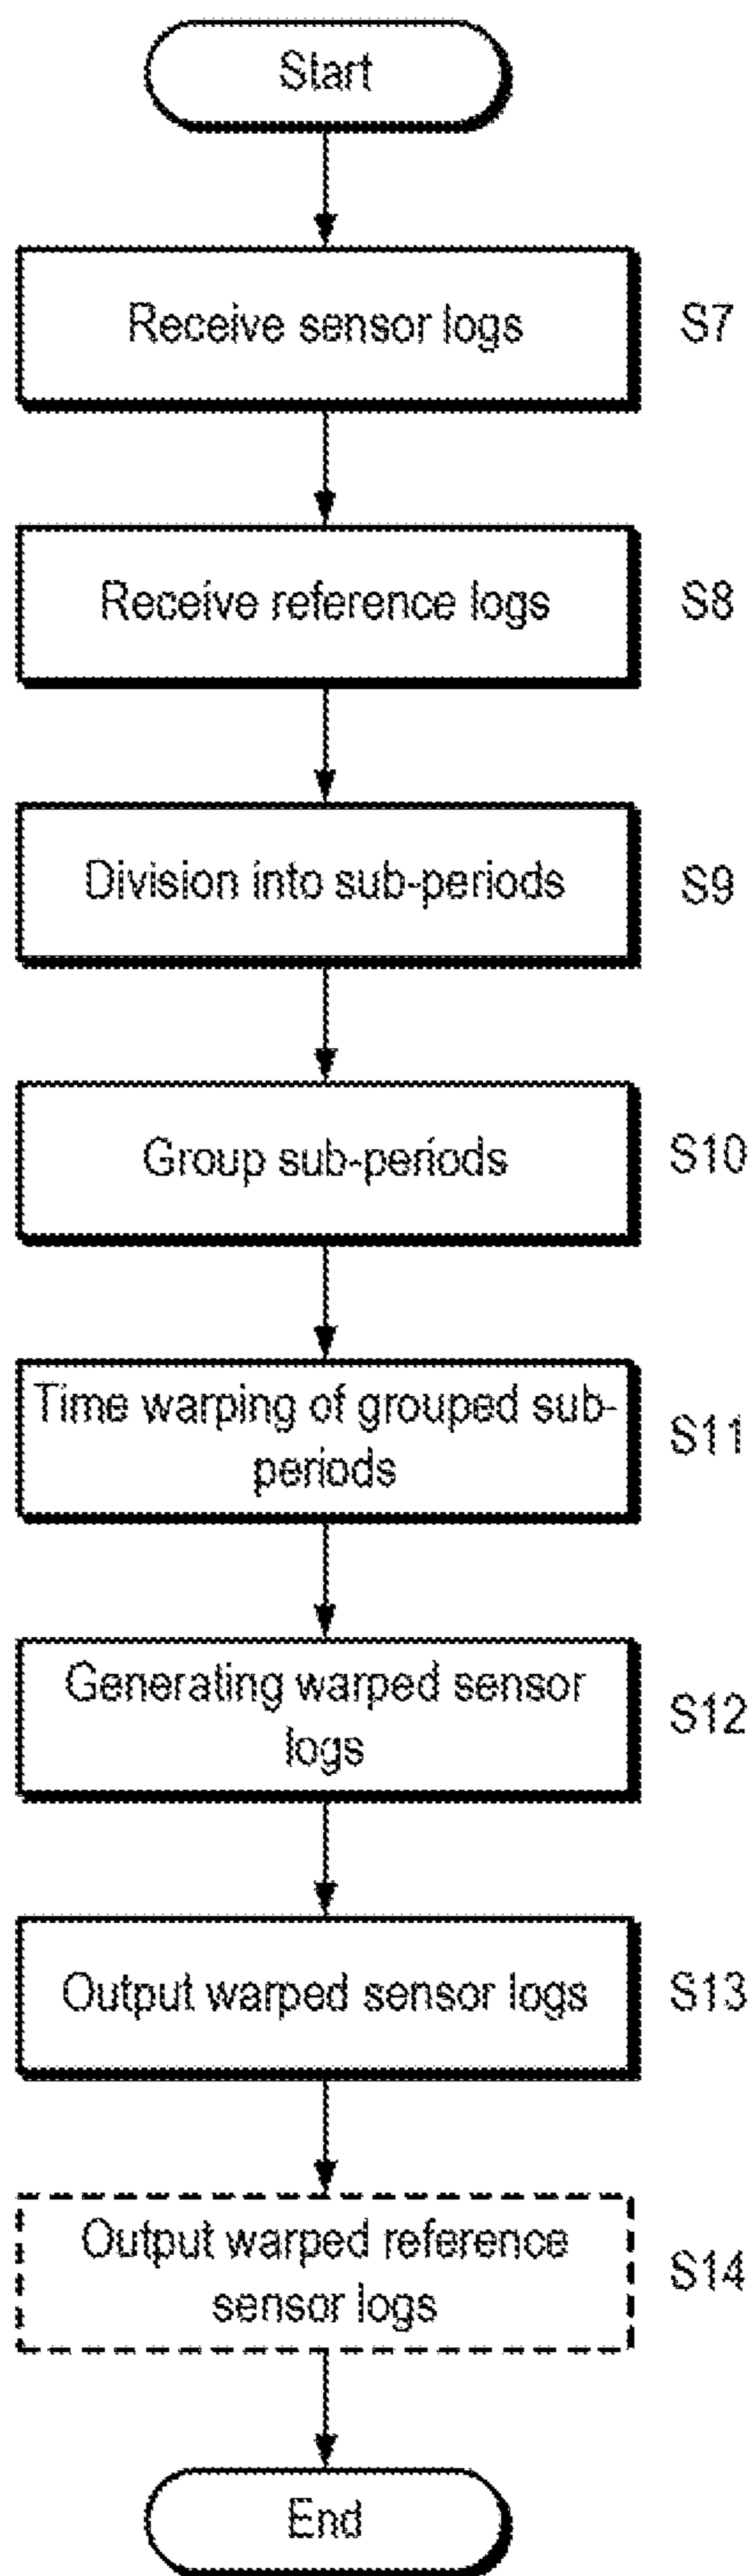 Start
Receive sensor logs
S7
Receive reference logs
S8
Division into sub-periods
S9
Group sub-periods
S10
Time warping of grouped sub-
periods
S11
Generating warped sensor
logs
S12
Output warped sensor logs
S13
Output warped reference
sensor logs
S14
End